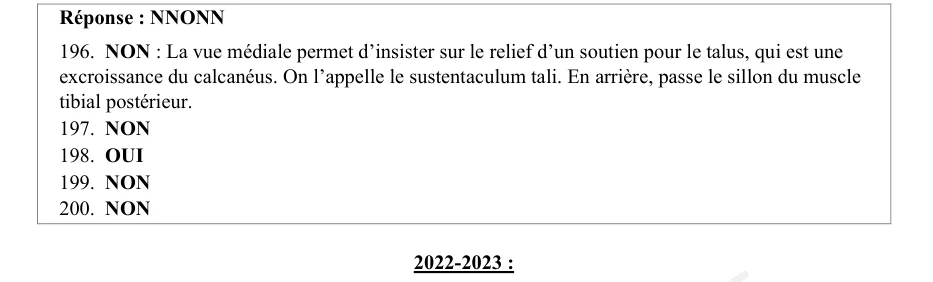 Réponse : NNONN
196. NON : La vue médiale permet d’insister sur le relief d’un soutien pour le talus, qui est une
excroissance du calcanéus. On l’appelle le sustentaculum tali. En arrière, passe le sillon du muscle
tibial postérieur.
197. NON
198. OUI
199. NON
200. NON
2022-2023 :